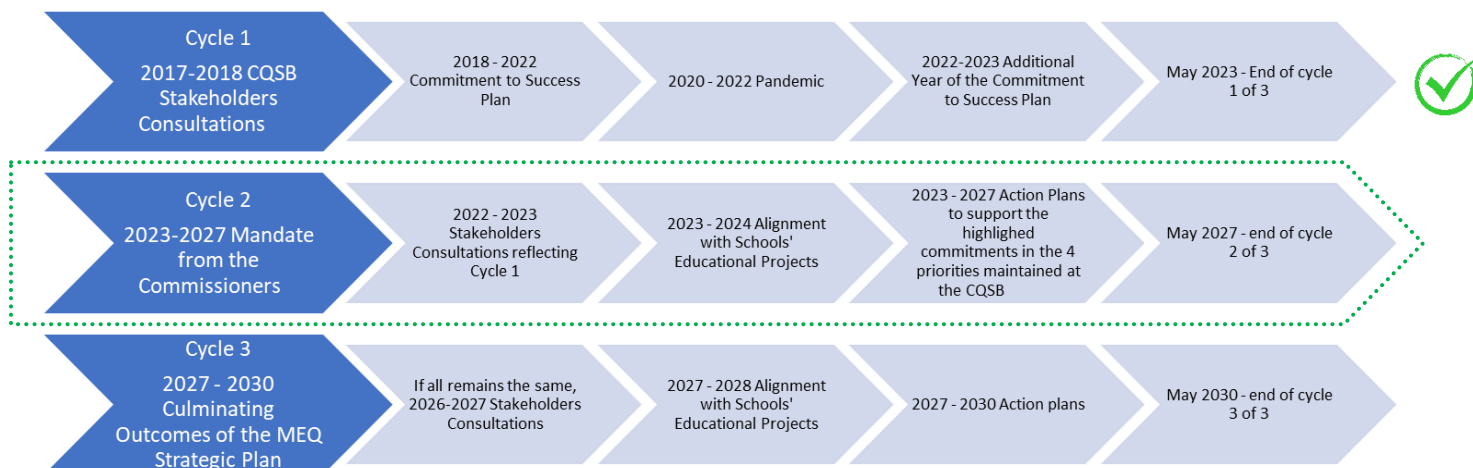 Cycle 1
2017-2018 CQSB
Stakeholders
Consultations
2018 - 2022
Commitment to Success
Plan
2020 - 2022 Pandemic
2022-2023 Additional
Year of the Commitment
to Success Plan
May 2023 - End of cycle
1 of 3
Cycle 2
2023-2027 Mandate
from the
Commissioners
2022 - 2023
Stakeholders
Consultations reflecting
Cycle 1
2023 - 2024 Alignment
with Schools'
Educational Projects
2023 - 2027 Action Plans
to support the
highlighed
commitments in the 4
priorities maintained at
the CQSB
May 2027 - end of cycle
2 of 3
Cycle 3
2027 - 2030
Culminating
Outcomes of the MEQ
Strategic Plan
If all remains the same,
2026-2027 Stakeholders
Consultations
2027 - 2028 Alignment
with Schools'
Educational Projects
2027 - 2030 Action plans
May 2030 - end of cycle
3 of 3